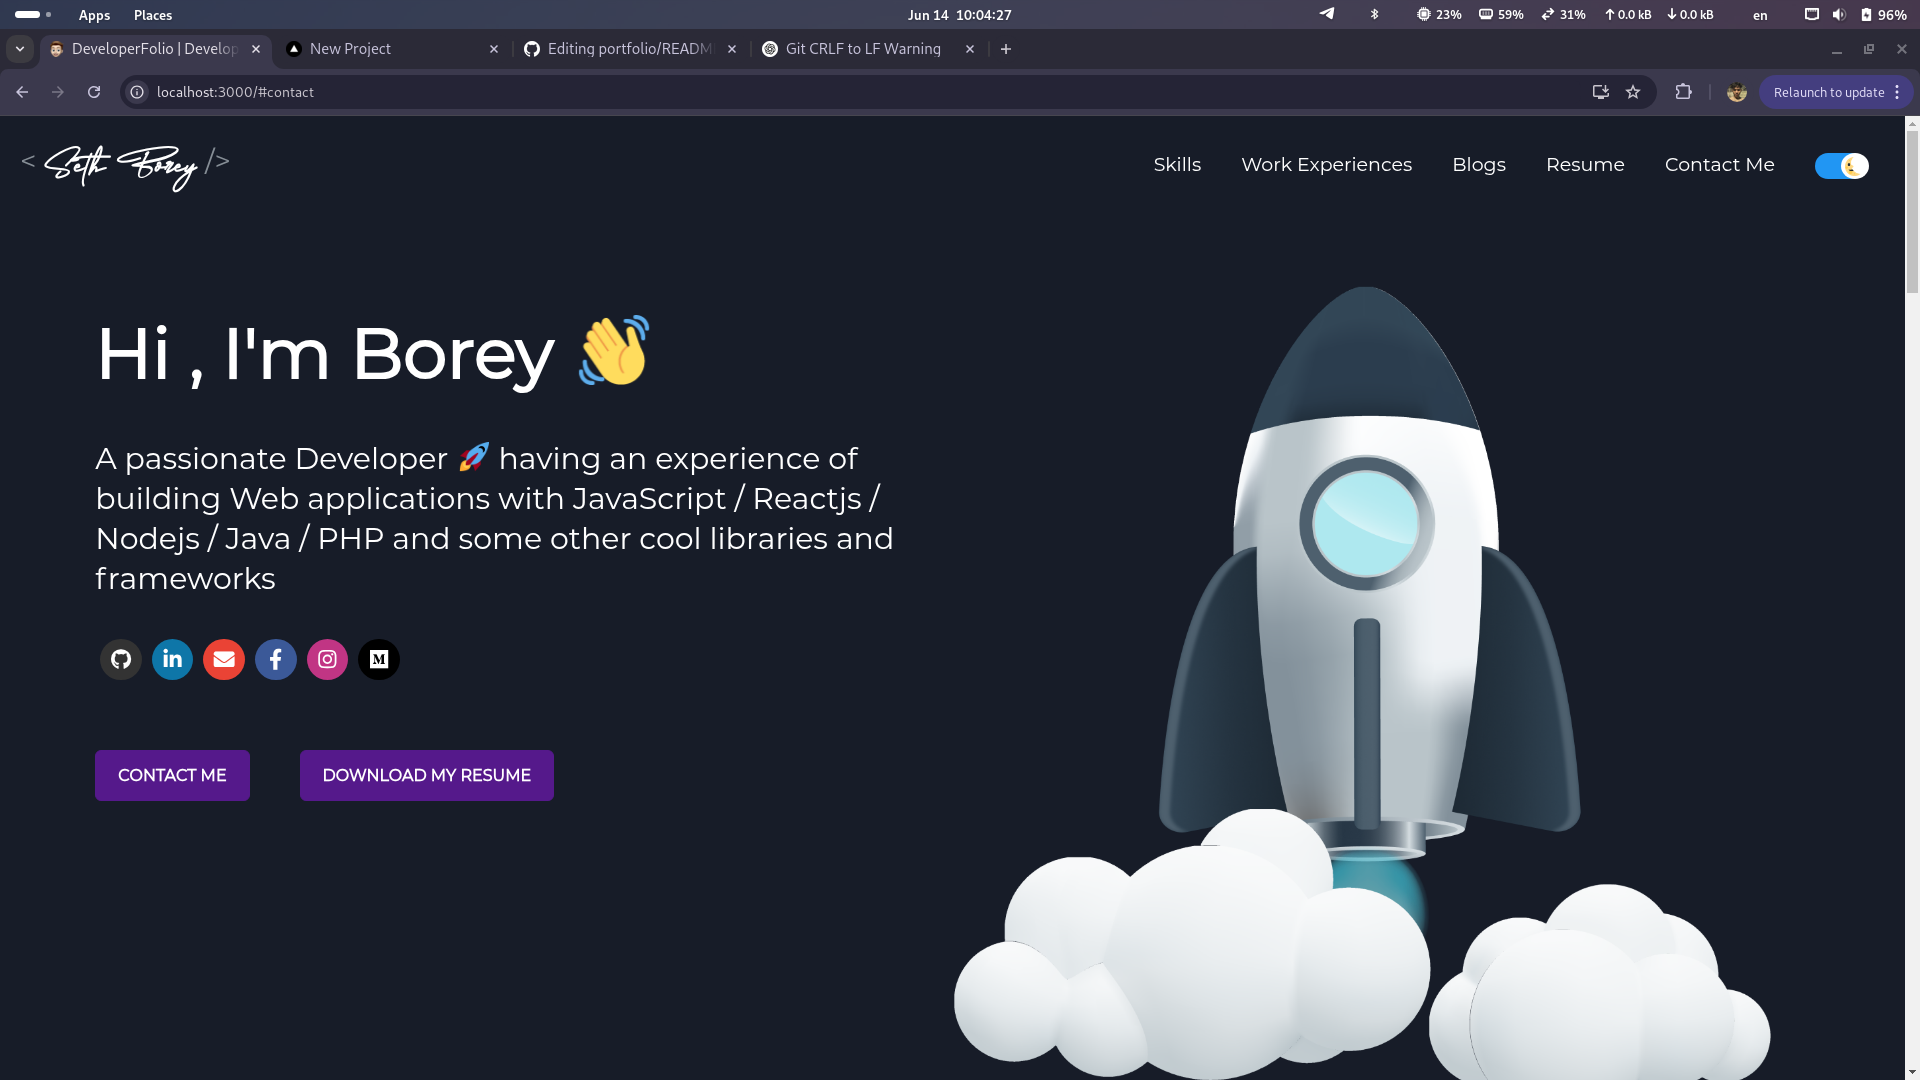 Apps Places Jun 14 10:04:27 23% 59% 31% 0.0 kB 0.0 kB en 96%
DeveloperFolio | Develop New Project Editing portfolio/READM Git CRLF to LF Warning
localhost:3000/#contact Relaunch to update
< Seth Borey /> Skills Work Experiences Blogs Resume Contact Me
Hi , I'm Borey 👋
A passionate Developer 🚀 having an experience of
building Web applications with JavaScript / Reactjs /
Nodejs / Java / PHP and some other cool libraries and
frameworks
CONTACT ME DOWNLOAD MY RESUME